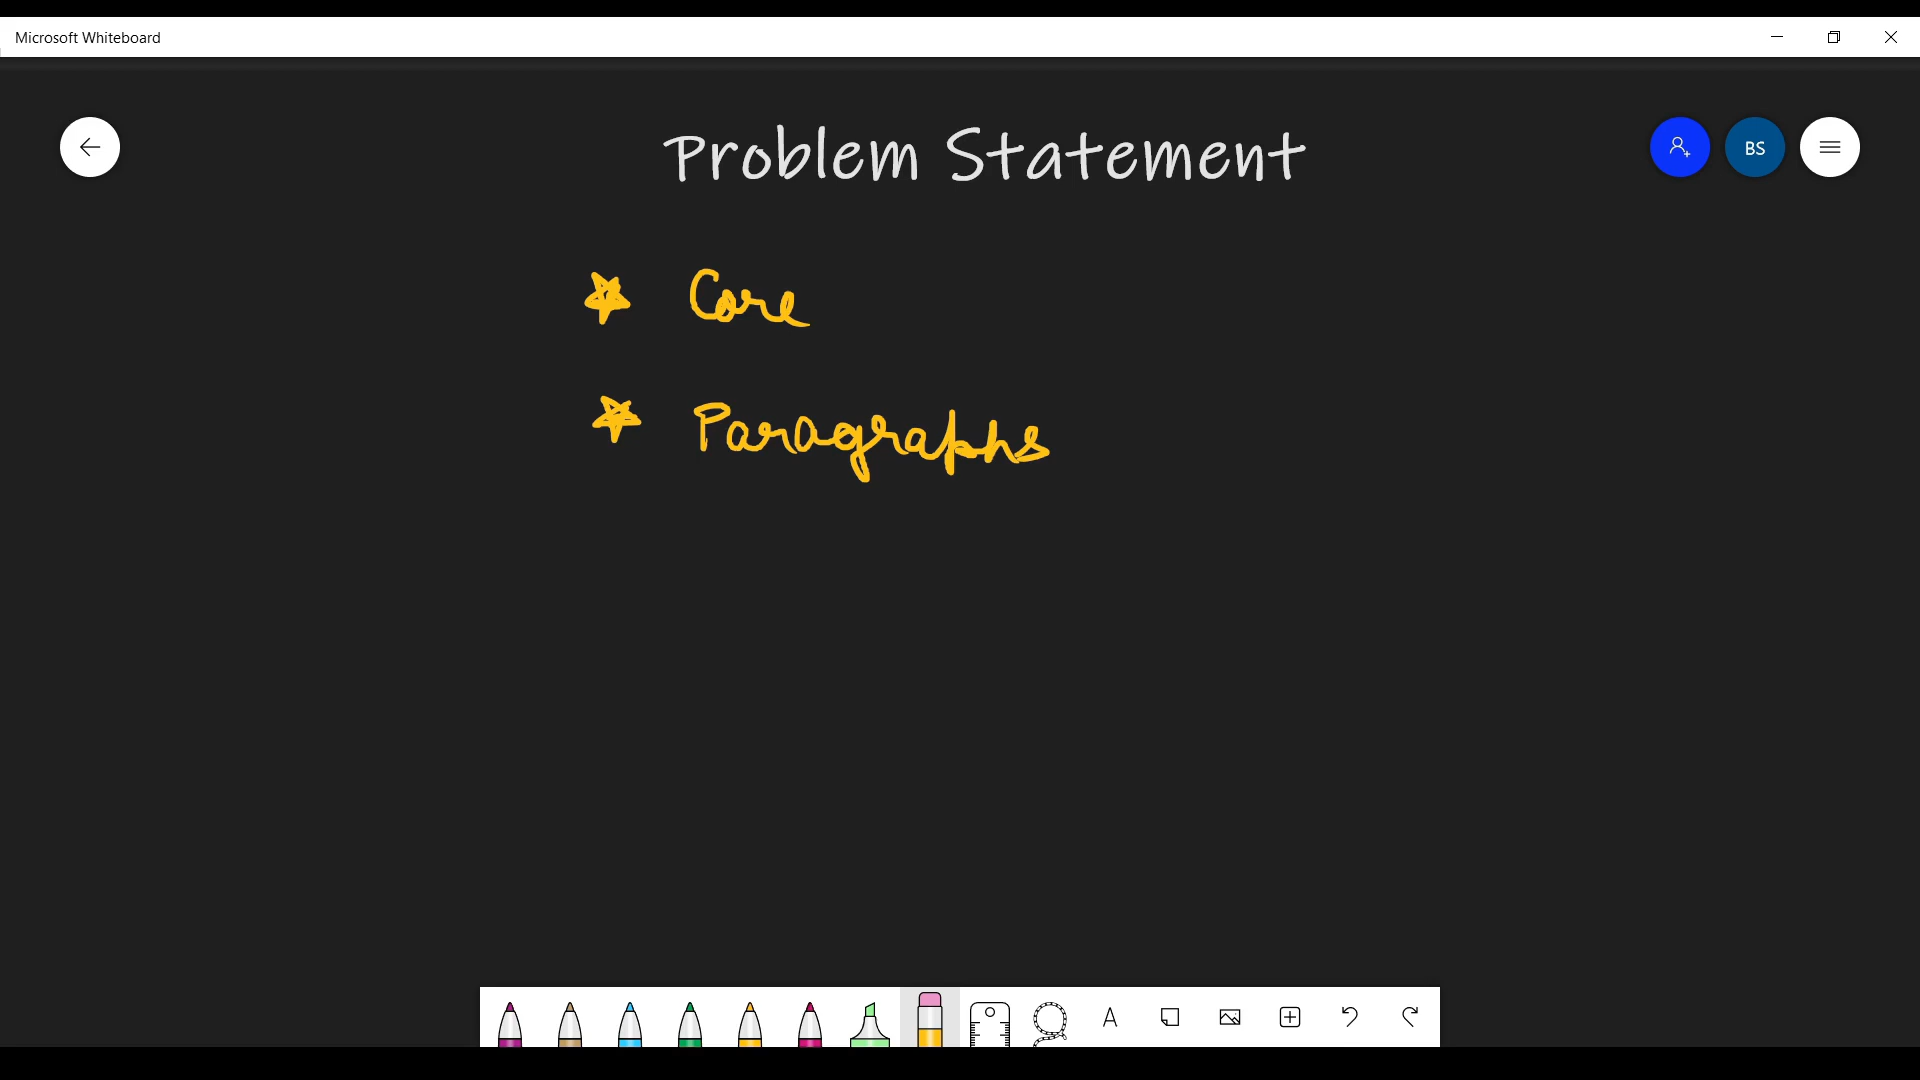 Microsoft Whiteboard
Problem Statement
BS
Core
Paragraphs
A